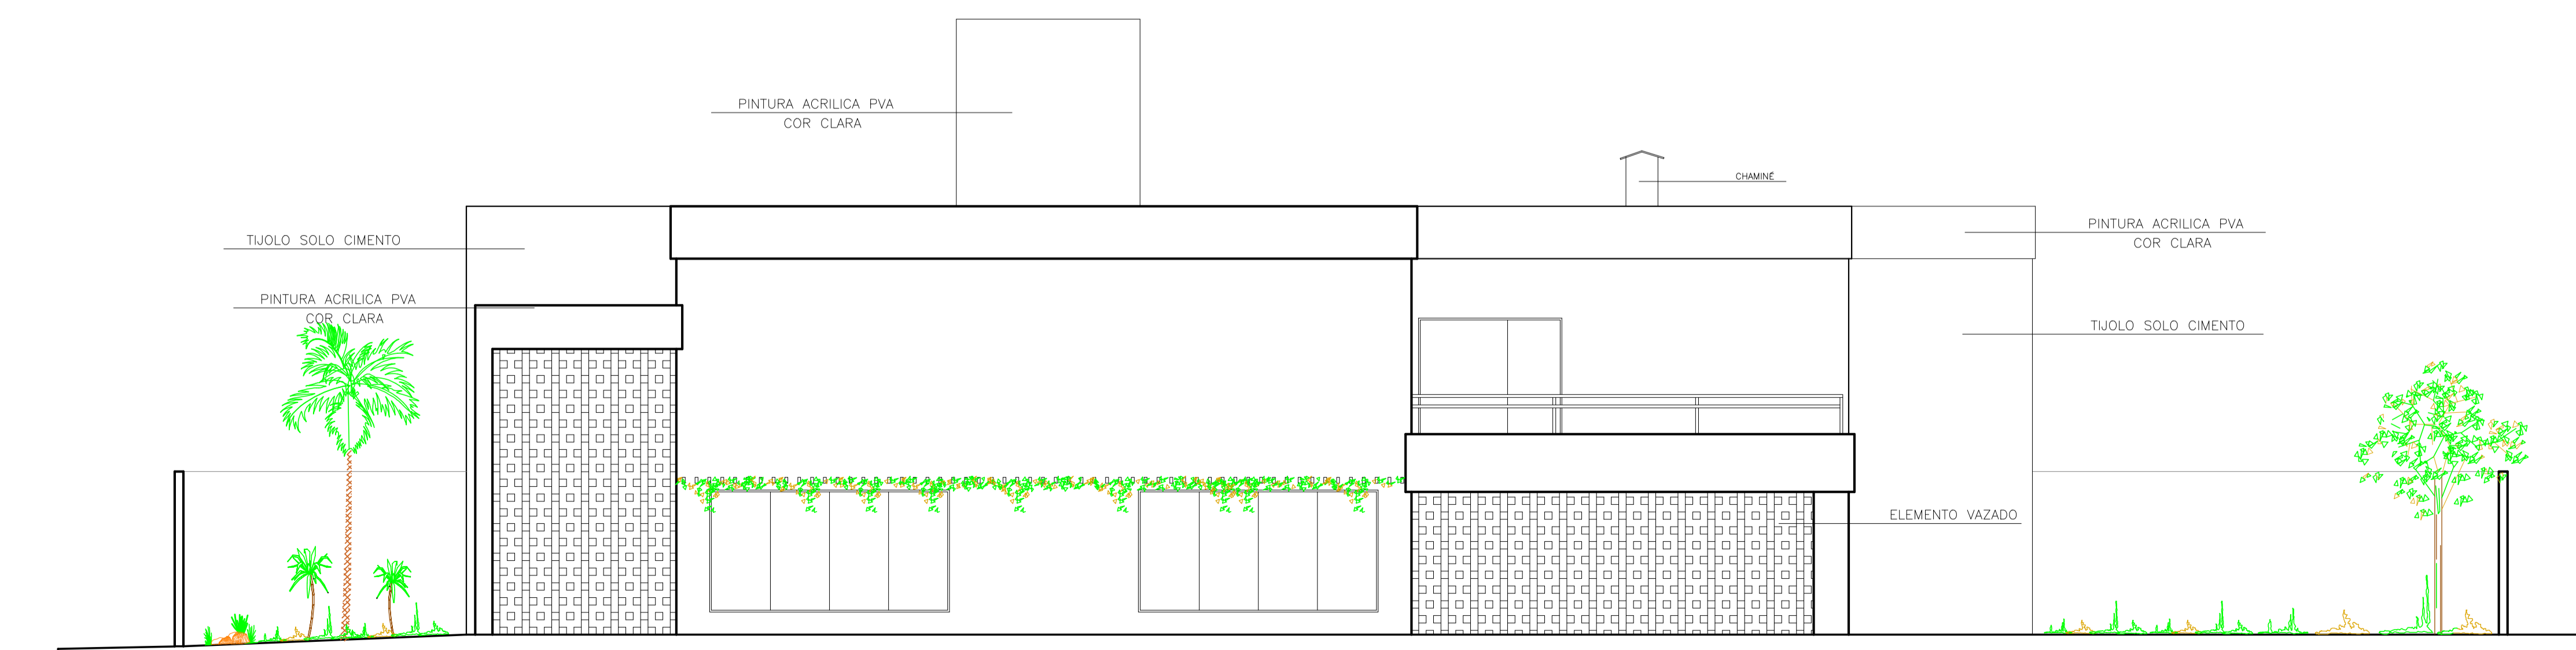 PINTURA ACRILICA PVA
COR CLARA
CHAMINÉ
TIJOLO SOLO CIMENTO
PINTURA ACRILICA PVA
COR CLARA
PINTURA ACRILICA PVA
COR CLARA
TIJOLO SOLO CIMENTO
ELEMENTO VAZADO